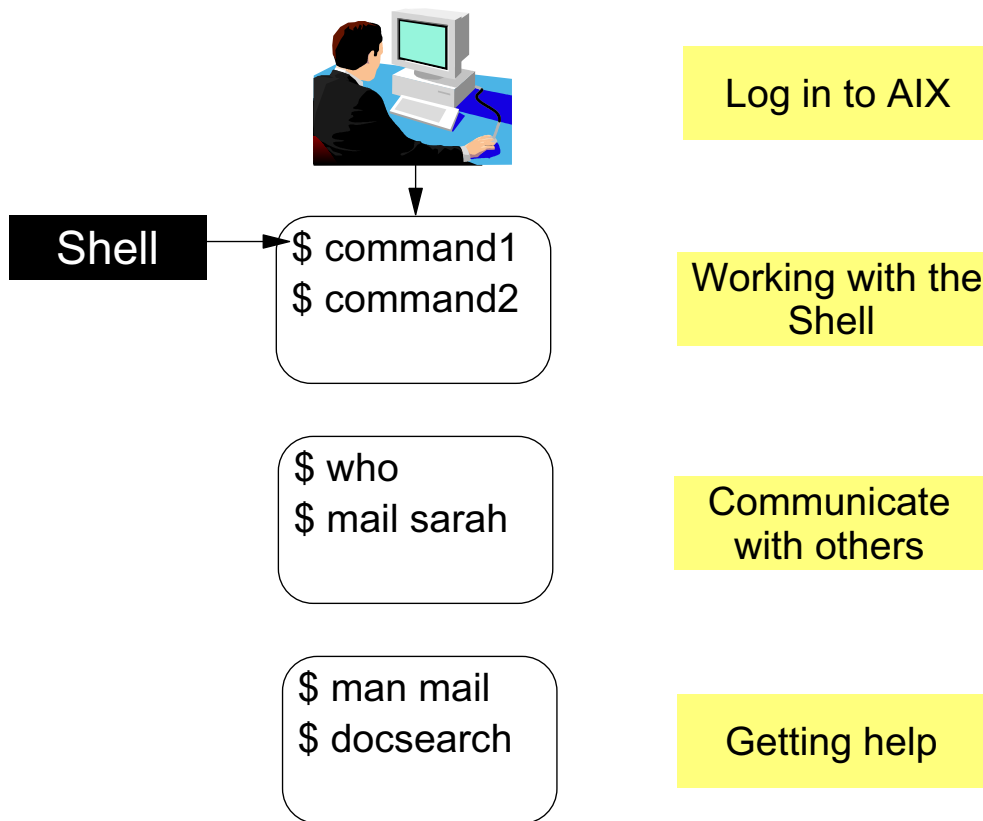 Log in to AIX
Shell
$ command1
$ command2
Working with the
Shell
$ who
$ mail sarah
Communicate
with others
$ man mail
$ docsearch
Getting help